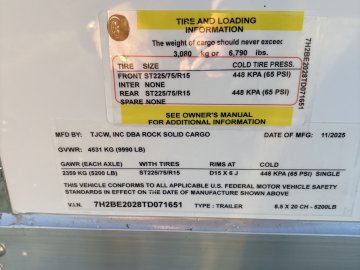 TIRE AND LOADING
INFORMATION
The weight of cargo should never exceed
3,080 kg or 6,790 lbs.
TIRE SIZE COLD TIRE PRESS.
FRONT ST225/75/R15 448 KPA (65 PSI)
INTER NONE
REAR ST225/75/R15 448 KPA (65 PSI)
SPARE NONE
SEE OWNER'S MANUAL
FOR ADDITIONAL INFORMATION
7H2BE2028TD071651
MFD BY: TJCW, INC DBA ROCK SOLID CARGO DATE OF MFG: 11/2025
GVWR: 4531 KG (9990 LB)
GAWR (EACH AXLE) WITH TIRES RIMS AT COLD
2359 KG (5200 LB) ST225/75/R15 D15 X 6 J 448 KPA (65 PSI) SINGLE
THIS VEHICLE CONFORMS TO ALL APPLICABLE U.S. FEDERAL MOTOR VEHICLE SAFETY
STANDARDS IN EFFECT ON THE DATE OF MANUFACTURE SHOWN ABOVE
V.I.N. 7H2BE2028TD071651 TYPE : TRAILER 8.5 X 20 CH - 5200LB